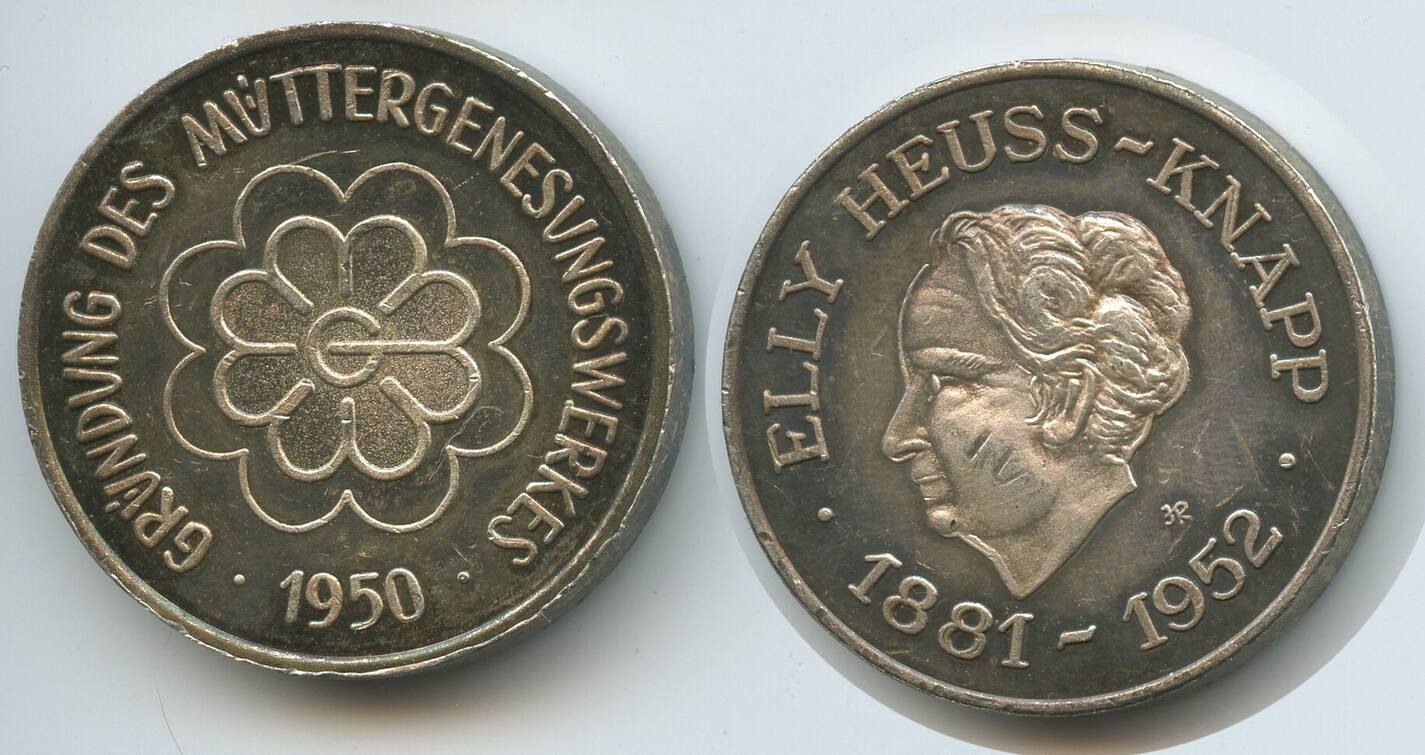 GRÜNDUNG DES MÜTTERGENESUNGSWERKES
· 1950 ·
ELLY HEUSS-KNAPP
· 1881-1952 ·